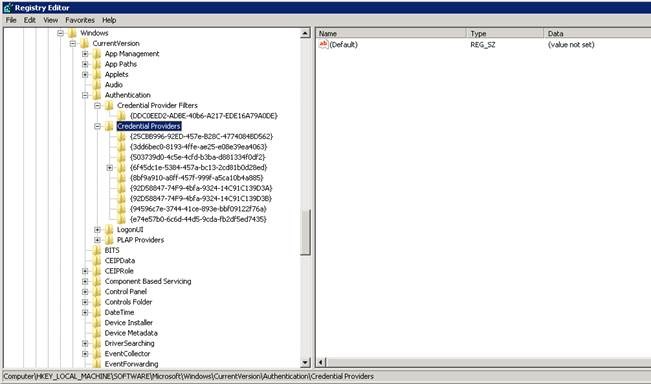 Registry Editor
File Edit View Favorites Help
Windows
CurrentVersion
App Management
App Paths
Applets
Audio
Authentication
Credential Provider Filters
{DDC0EED2-ADBE-40b6-A217-EDE16A79A0DE}
Credential Providers
{25CBB996-92ED-457e-B28C-4774084BD562}
{3dd6bec0-8193-4ffe-ae25-e08e39ea4063}
{503739d0-4c5e-4cfd-b3ba-d881334f0df2}
{6f45dc1e-5384-457a-bc13-2cd81b0d28ed}
{8bf9a910-a8ff-457f-999f-a5ca10b4a885}
{92D58847-74F9-4bfa-9324-14C91C139D3A}
{92D58847-74F9-4bfa-9324-14C91C139D3B}
{94596c7e-3744-41ce-893e-bbf09122f76a}
{e74e57b0-6c6d-44d5-9cda-fb2df5ed7435}
LogonUI
PLAP Providers
BITS
CEIPData
CEIPRole
Component Based Servicing
Control Panel
Controls Folder
DateTime
Device Installer
Device Metadata
DriverSearching
EventCollector
EventForwarding
Name Type Data
ab (Default) REG_SZ (value not set)
Computer\HKEY_LOCAL_MACHINE\SOFTWARE\Microsoft\Windows\CurrentVersion\Authentication\Credential Providers